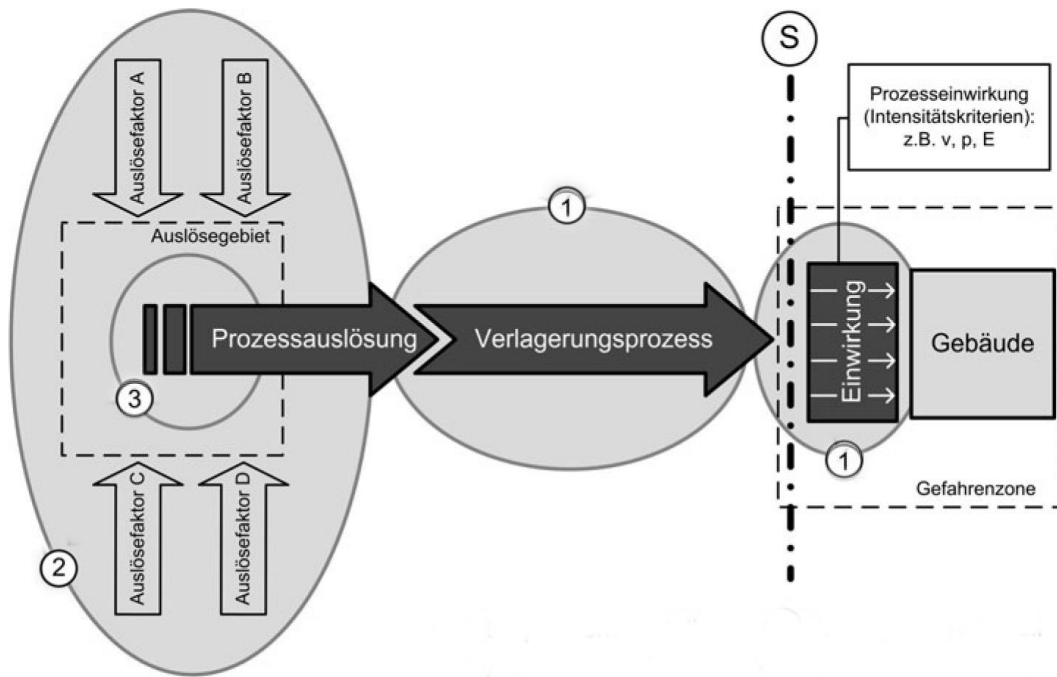 S
Auslösefaktor A
Auslösefaktor B
Prozesseinwirkung
(Intensitätskriterien):
z.B. v, p, E
1
Auslösegebiet
Prozessauslösung
Verlagerungsprozess
Einwirkung
Gebäude
3
1
Gefahrenzone
Auslösefaktor C
Auslösefaktor D
2